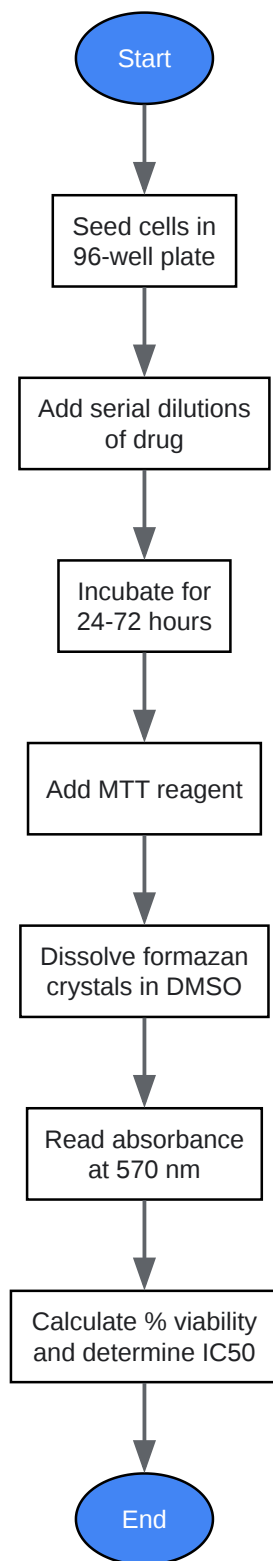 Start
Seed cells in
96-well plate
Add serial dilutions
of drug
Incubate for
24-72 hours
Add MTT reagent
Dissolve formazan
crystals in DMSO
Read absorbance
at 570 nm
Calculate % viability
and determine IC50
End